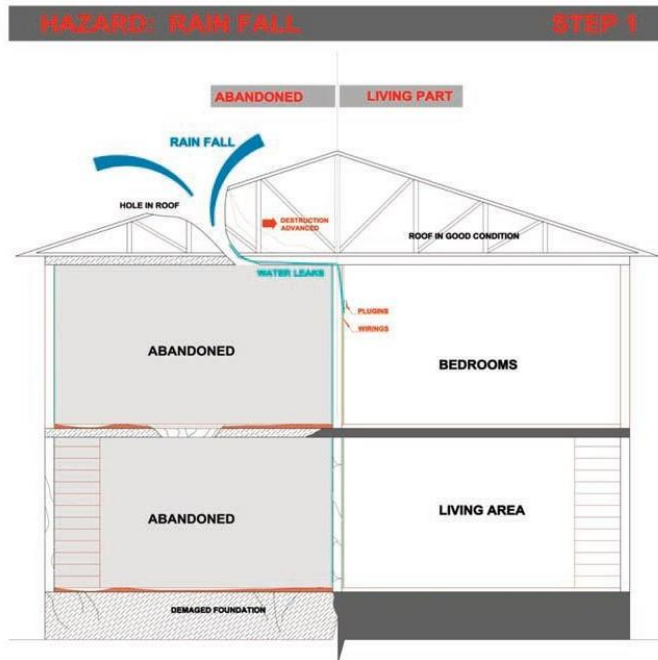 HAZARD: RAIN FALL STEP 1
ABANDONED LIVING PART
RAIN FALL
HOLE IN ROOF
DESTRUCTION
ADVANCED
ROOF IN GOOD CONDITION
WATER LEAKS
PLUGINS
WIRINGS
ABANDONED
BEDROOMS
ABANDONED
LIVING AREA
DEMAGED FOUNDATION